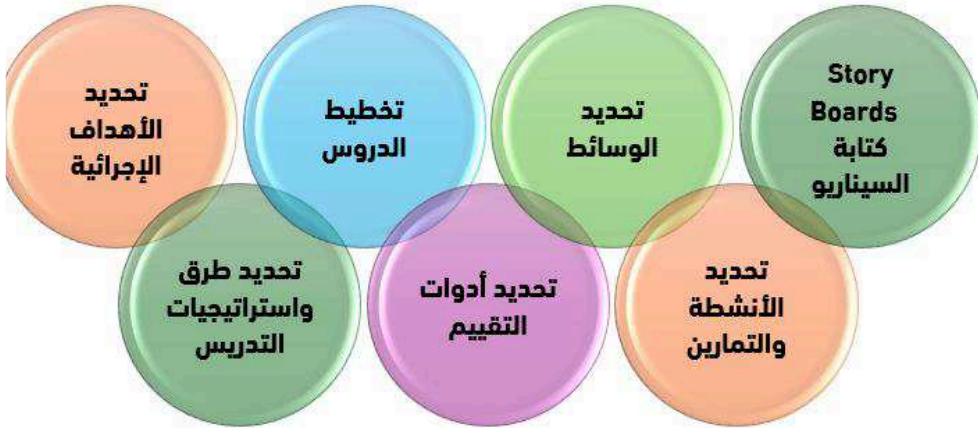 Story
Boards
كتابة
السيناريو
تحديد
الوسائط
تخطيط
الدروس
تحديد
الأهداف
الإجرائية
تحديد
الأنشطة
والتمارين
تحديد أدوات
التقييم
تحديد طرق
واستراتيجيات
التدريس